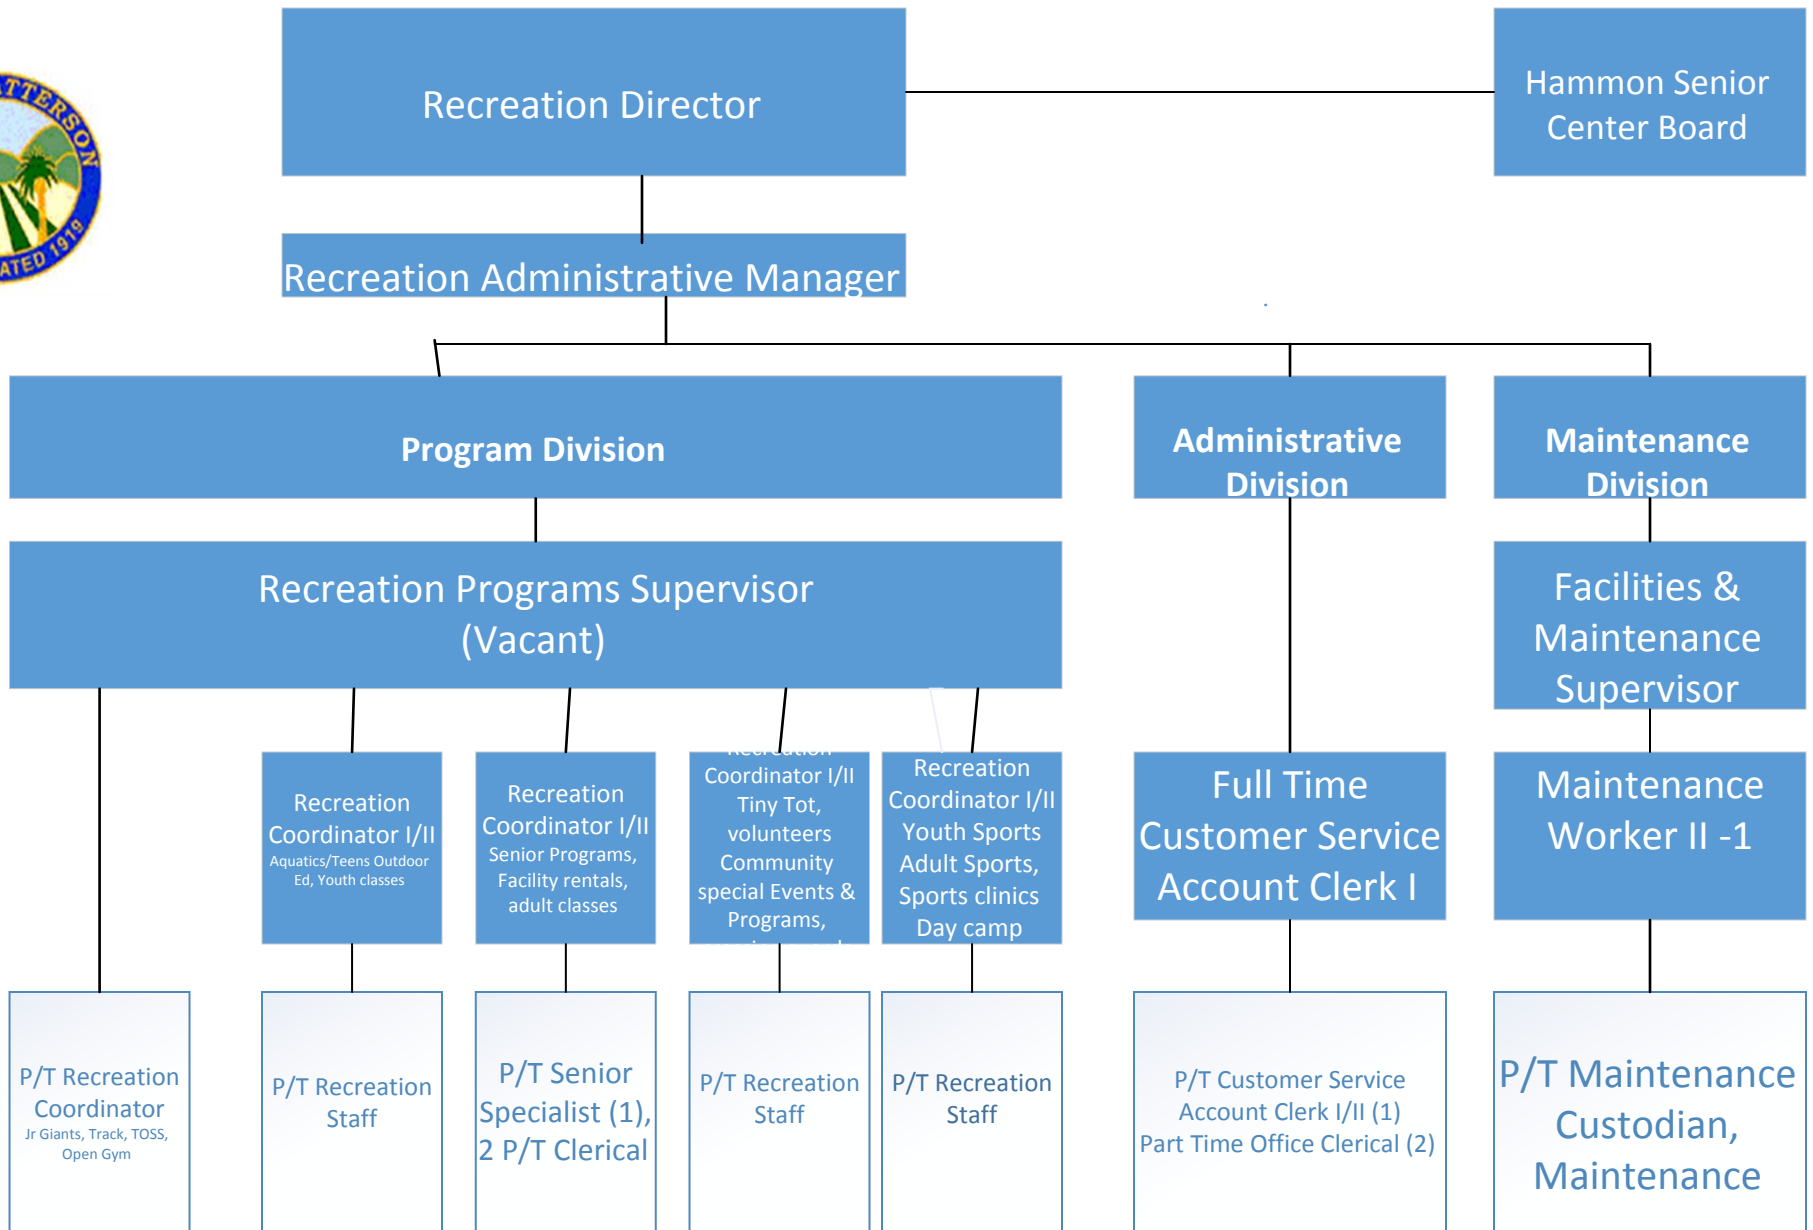 ATTERSON
ATED 1919
Recreation Director
Hammon Senior
Center Board
Recreation Administrative Manager
Program Division
Administrative
Division
Maintenance
Division
Recreation Programs Supervisor
(Vacant)
Facilities &
Maintenance
Supervisor
Recreation
Coordinator I/II
Aquatics/Teens Outdoor
Ed, Youth classes
Recreation
Coordinator I/II
Senior Programs,
Facility rentals,
adult classes
Recreation
Coordinator I/II
Tiny Tot,
volunteers
Community
special Events &
Programs,
Recreation
Coordinator I/II
Youth Sports
Adult Sports,
Sports clinics
Day camp
Full Time
Customer Service
Account Clerk I
Maintenance
Worker II -1
P/T Recreation
Coordinator
Jr Giants, Track, TOSS,
Open Gym
P/T Recreation
Staff
P/T Senior
Specialist (1),
2 P/T Clerical
P/T Recreation
Staff
P/T Recreation
Staff
P/T Customer Service
Account Clerk I/II (1)
Part Time Office Clerical (2)
P/T Maintenance
Custodian,
Maintenance